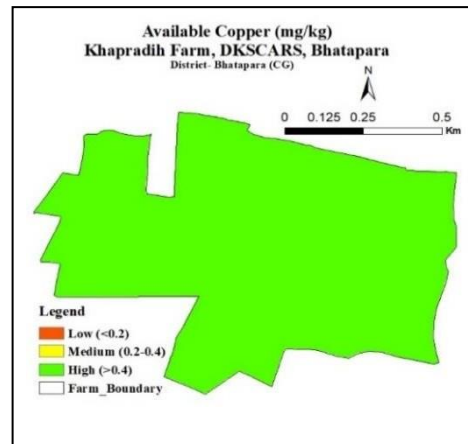 Available Copper (mg/kg)
Khapradih Farm, DKSCARS, Bhatapara
District- Bhatapara (CG)
N
0 0.125 0.25 0.5
Km
Legend
Low (<0.2)
Medium (0.2-0.4)
High (>0.4)
Farm_Boundary